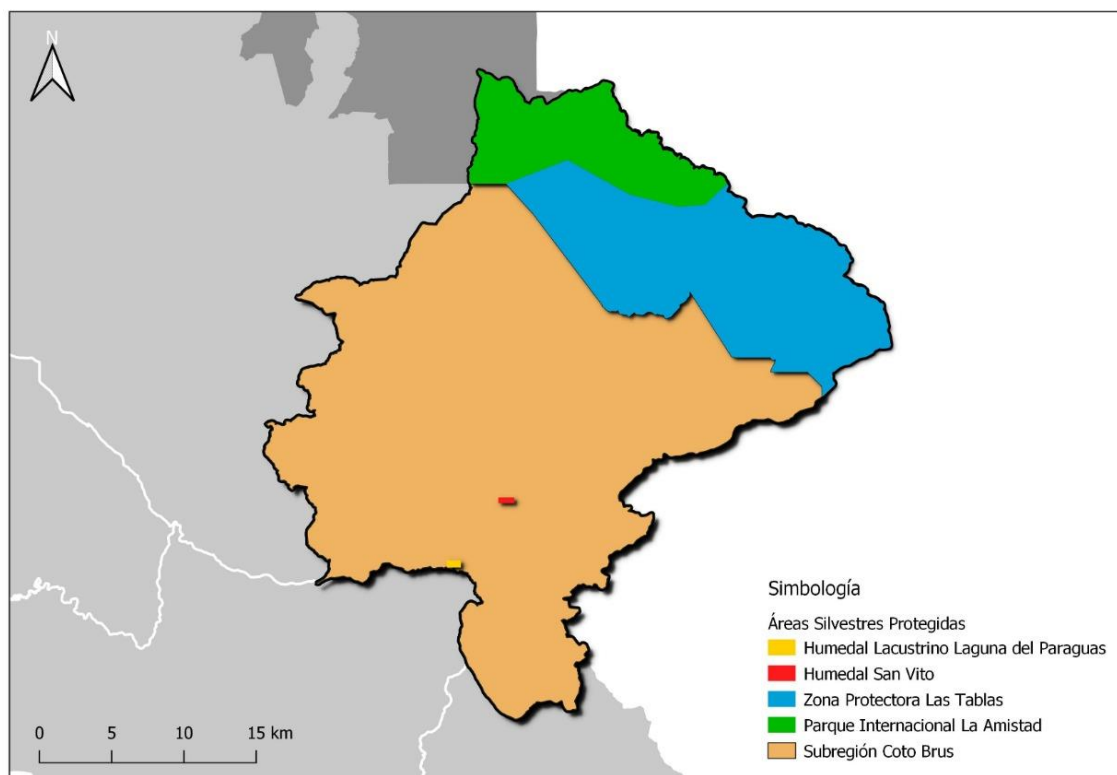 N
Simbología
Áreas Silvestres Protegidas
Humedal Lacustrino Laguna del Paraguas
Humedal San Vito
Zona Protectora Las Tablas
Parque Internacional La Amistad
Subregión Coto Brus
0 5 10 15 km